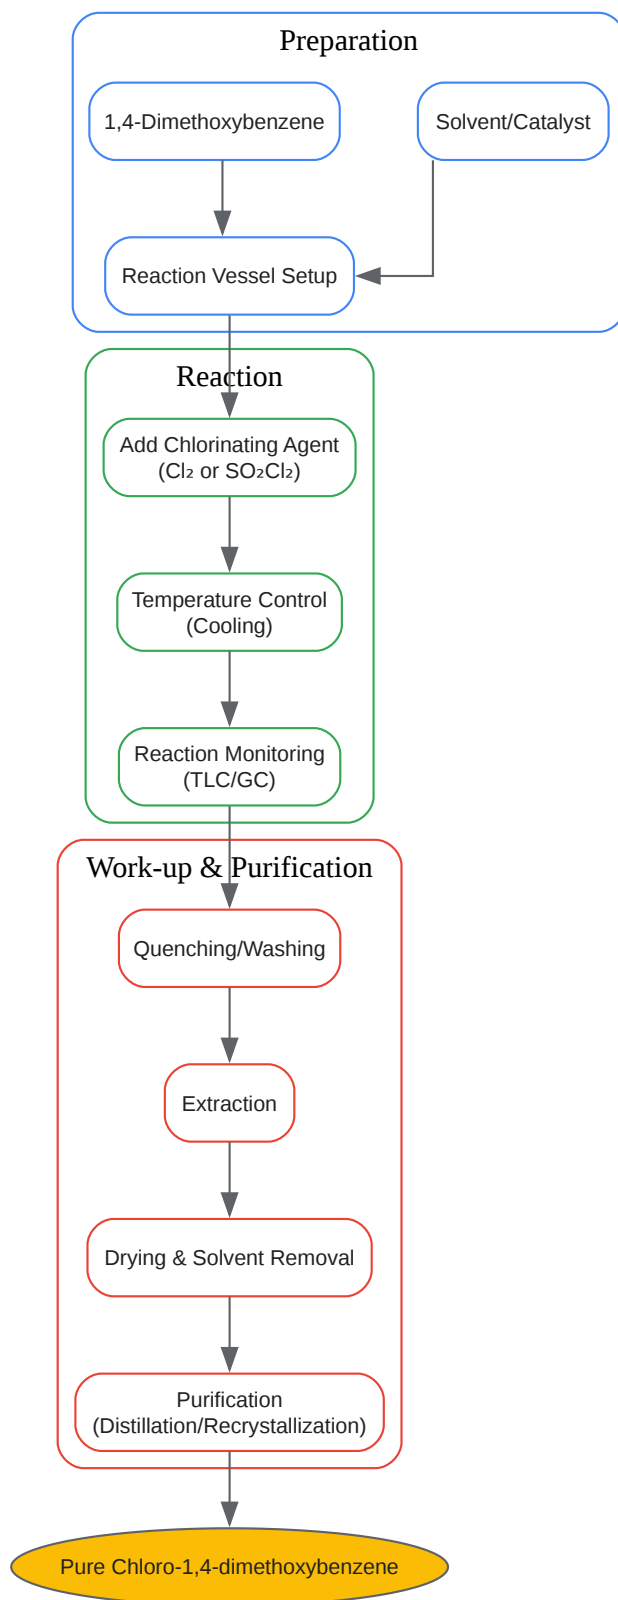 Preparation
1,4-Dimethoxybenzene
Solvent/Catalyst
Reaction Vessel Setup
Reaction
Add Chlorinating Agent
(Cl₂ or SO₂Cl₂)
Temperature Control
(Cooling)
Reaction Monitoring
(TLC/GC)
Work-up & Purification
Quenching/Washing
Extraction
Drying & Solvent Removal
Purification
(Distillation/Recrystallization)
Pure Chloro-1,4-dimethoxybenzene